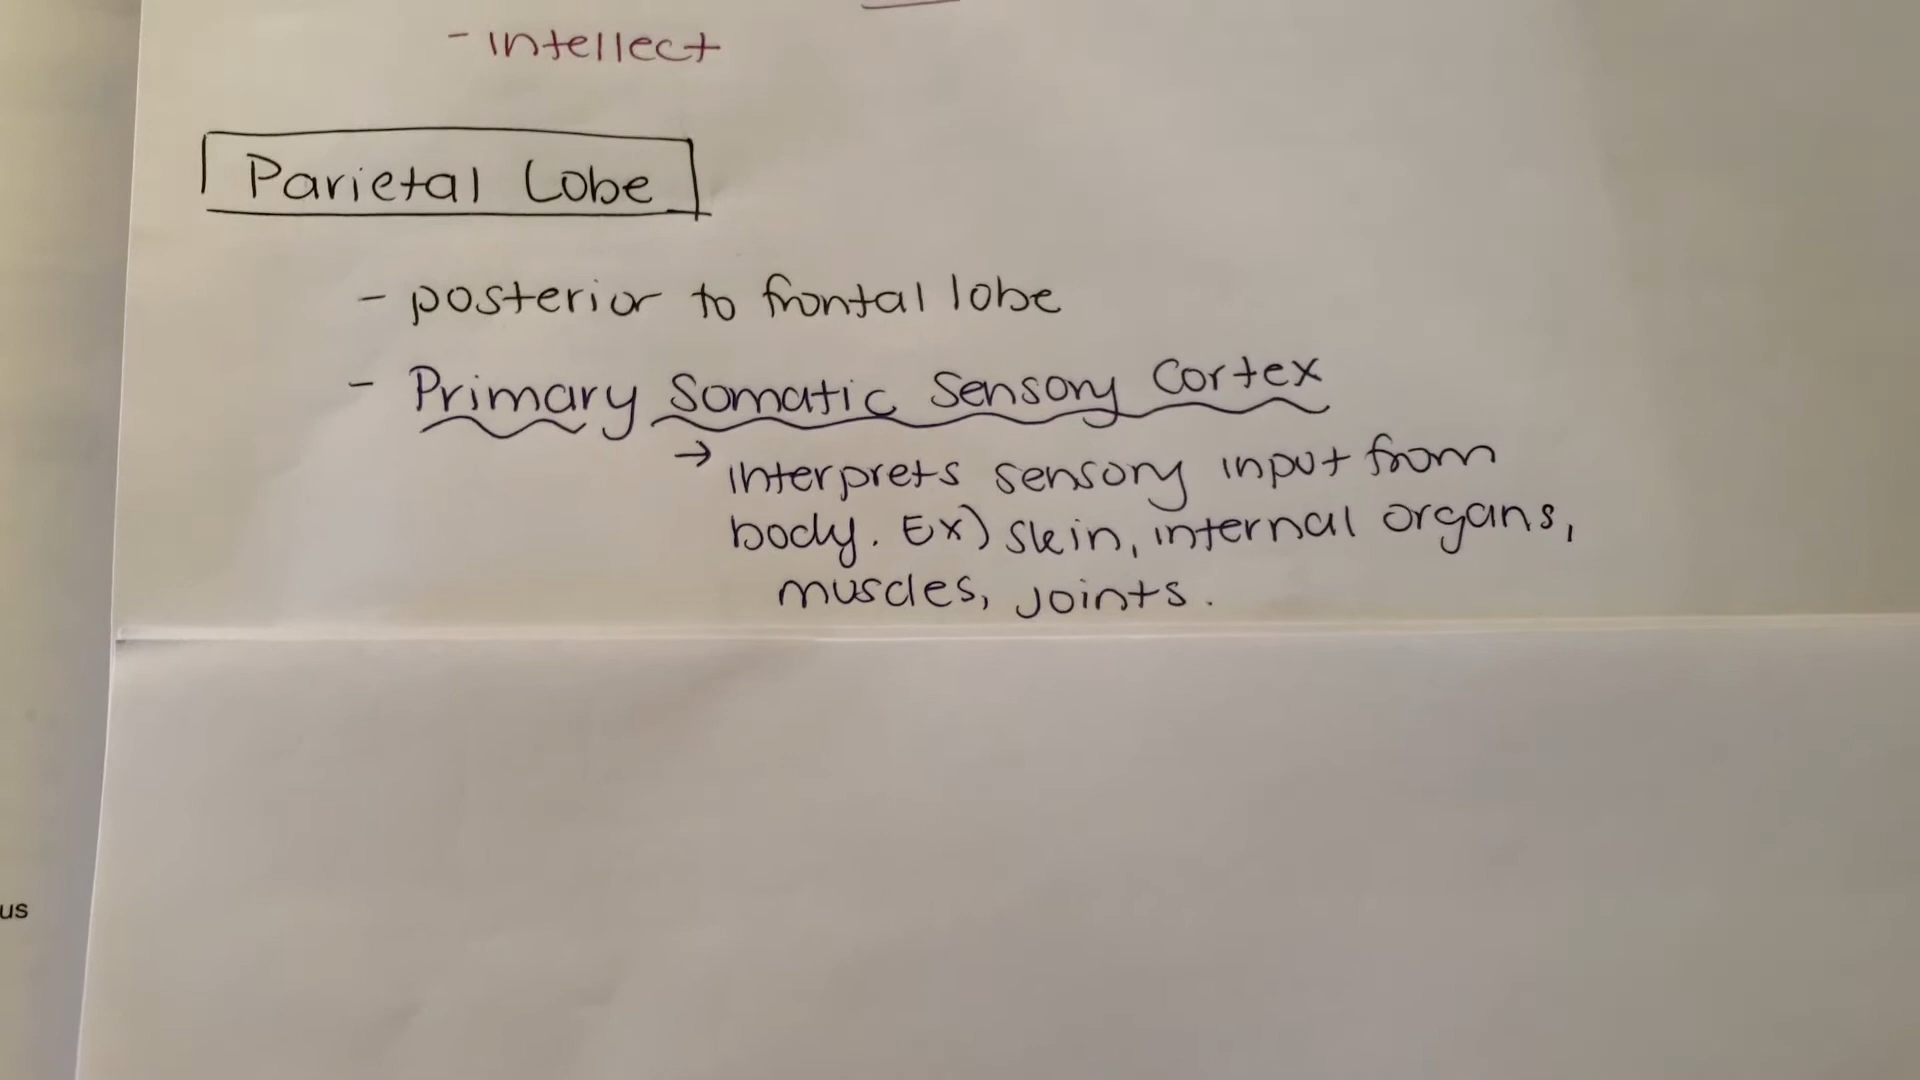 - intellect
Parietal Lobe
- posterior to frontal lobe
- Primary Somatic Sensory Cortex
→ interprets sensory input from
body. Ex) skin, internal organs,
muscles, joints.
us